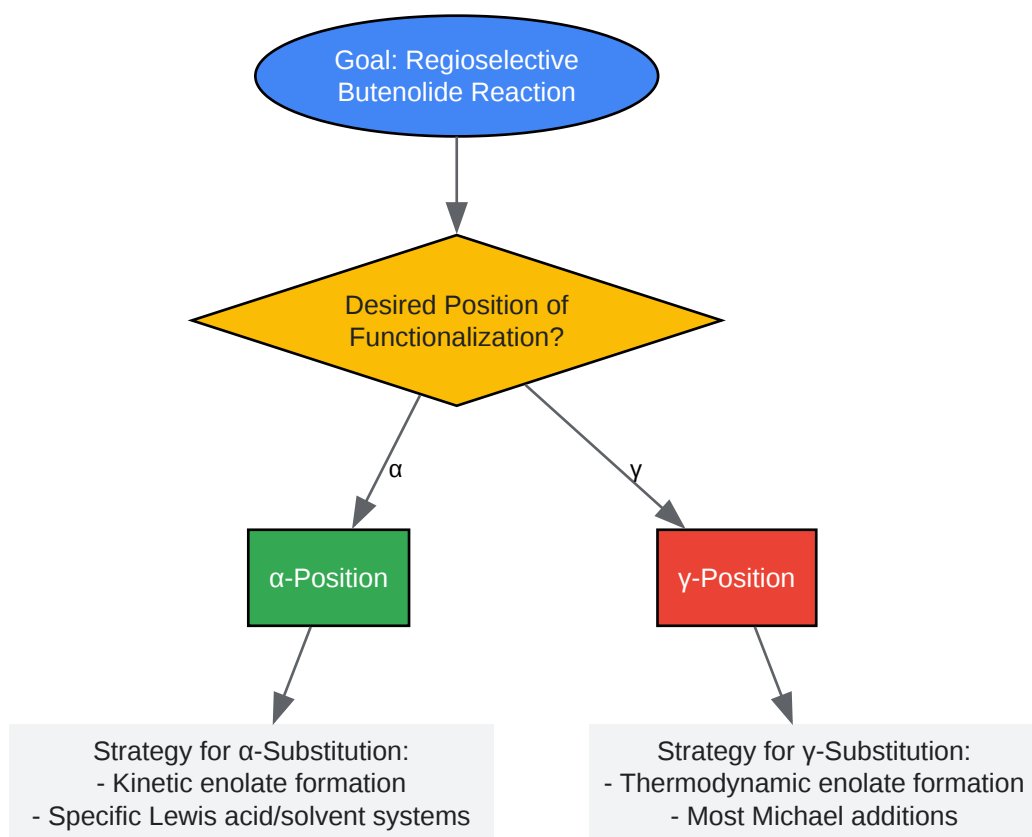 Goal: Regioselective
Butenolide Reaction
Desired Position of
Functionalization?
α
γ
α-Position
γ-Position
Strategy for α-Substitution:
- Kinetic enolate formation
- Specific Lewis acid/solvent systems
Strategy for γ-Substitution:
- Thermodynamic enolate formation
- Most Michael additions